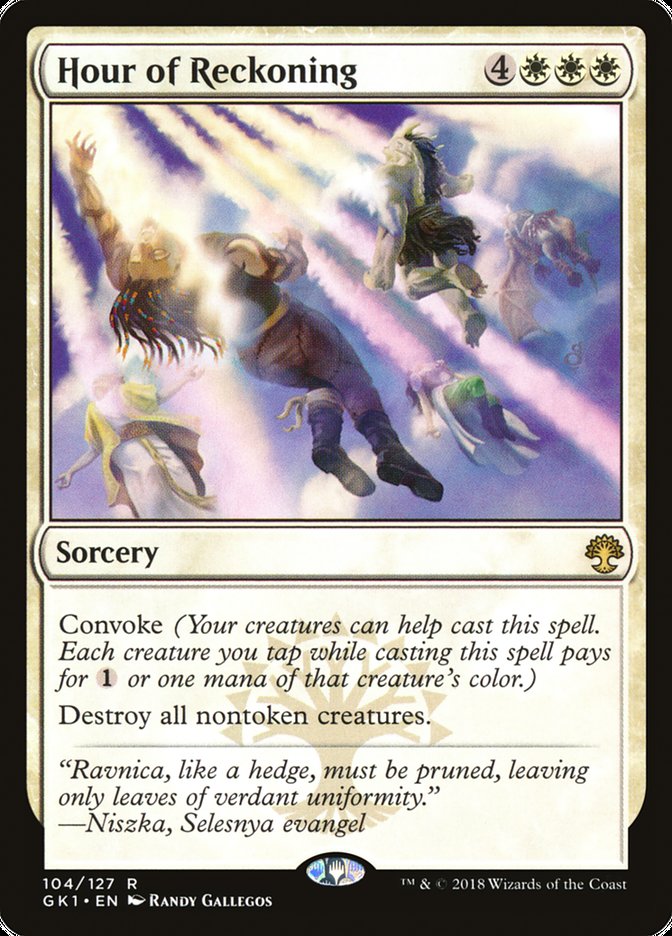 Hour of Reckoning 4
Sorcery
Convoke (Your creatures can help cast this spell.
Each creature you tap while casting this spell pays
for 1 or one mana of that creature's color.)
Destroy all nontoken creatures.
“Ravnica, like a hedge, must be pruned, leaving
only leaves of verdant uniformity.”
—Niszka, Selesnya evangel
104/127 R
™ & © 2018 Wizards of the Coast
GK1 • EN Randy Gallegos